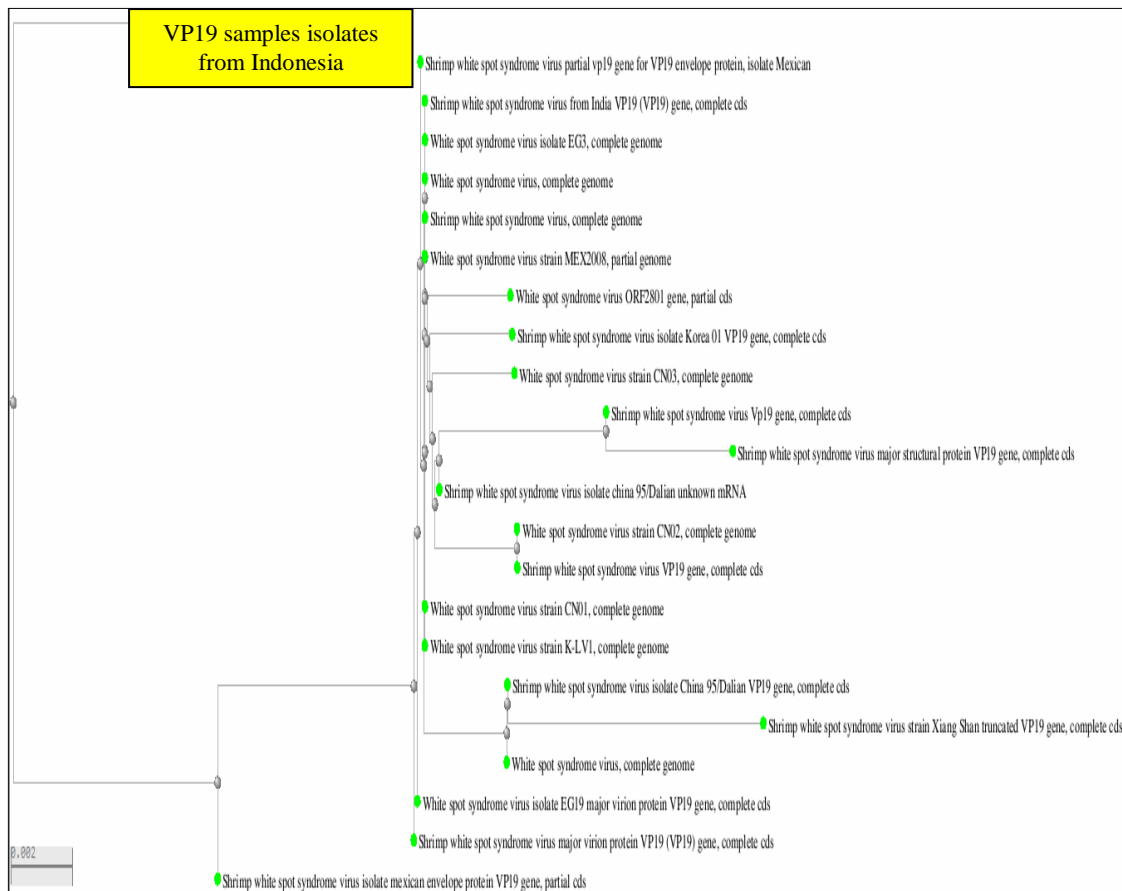 VP19 samples isolates
from Indonesia
Shrimp white spot syndrome virus partial vp19 gene for VP19 envelope protein, isolate Mexican
Shrimp white spot syndrome virus from India VP19 (VP19) gene, complete cds
White spot syndrome virus isolate EG3, complete genome
White spot syndrome virus, complete genome
Shrimp white spot syndrome virus, complete genome
White spot syndrome virus strain MEX2008, partial genome
White spot syndrome virus ORF2801 gene, partial cds
Shrimp white spot syndrome virus isolate Korea 01 VP19 gene, complete cds
White spot syndrome virus strain CN03, complete genome
Shrimp white spot syndrome virus Vp19 gene, complete cds
Shrimp white spot syndrome virus major structural protein VP19 gene, complete cds
Shrimp white spot syndrome virus isolate china 95/Dalian unknown mRNA
White spot syndrome virus strain CN02, complete genome
Shrimp white spot syndrome virus VP19 gene, complete cds
White spot syndrome virus strain CN01, complete genome
White spot syndrome virus strain K-LV1, complete genome
Shrimp white spot syndrome virus isolate China 95/Dalian VP19 gene, complete cds
Shrimp white spot syndrome virus strain Xiang Shan truncated VP19 gene, complete cds
White spot syndrome virus, complete genome
White spot syndrome virus isolate EG19 major virion protein VP19 gene, complete cds
Shrimp white spot syndrome virus major virion protein VP19 (VP19) gene, complete cds
0.002
Shrimp white spot syndrome virus isolate mexican envelope protein VP19 gene, partial cds